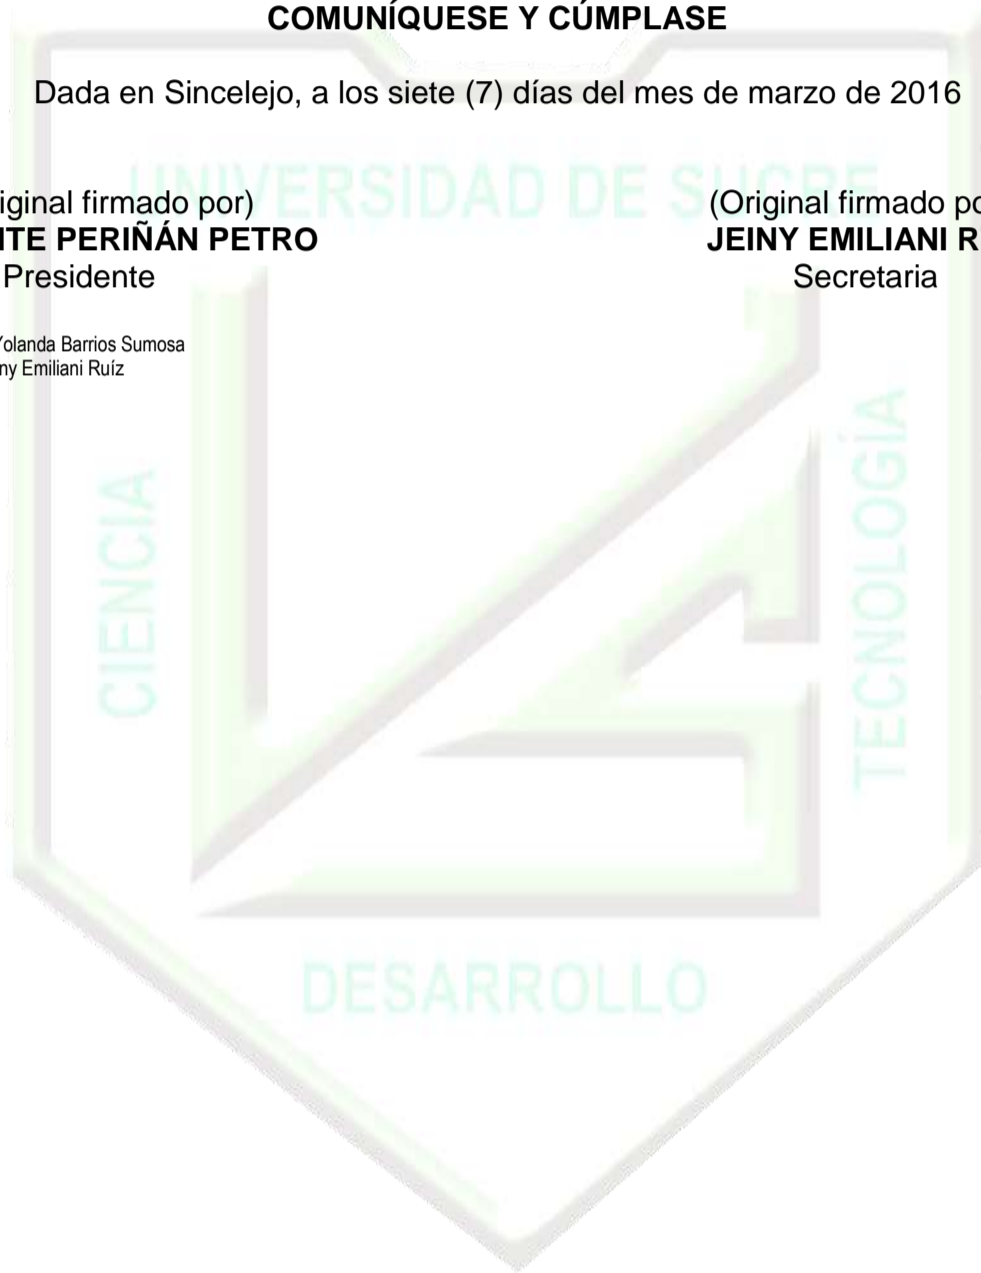 COMUNÍQUESE Y CÚMPLASE
Dada en Sincelejo, a los siete (7) días del mes de marzo de 2016
UNIVERSIDAD DE SUCRE
iginal firmado por)
(Original firmado po
ITE PERIÑÁN PETRO
JEINY EMILIANI R
Presidente
Secretaria
Yolanda Barrios Sumosa
ny Emiliani Ruíz
CIENCIA
TECNOLOGÍA
DESARROLLO